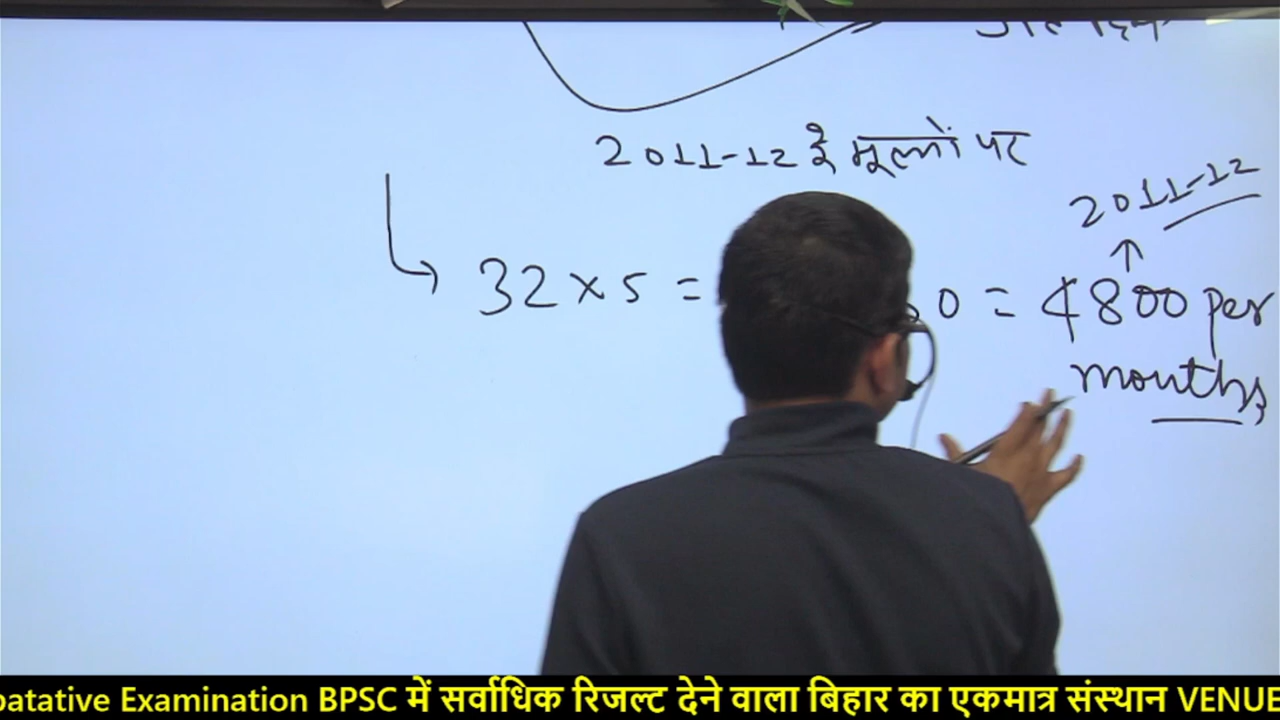 2011-12 के मूल्यों पर
2011-12
↑
32 × 5 = 0 = 4800 per
months
patative Examination BPSC में सर्वाधिक रिजल्ट देने वाला बिहार का एकमात्र संस्थान VENUE